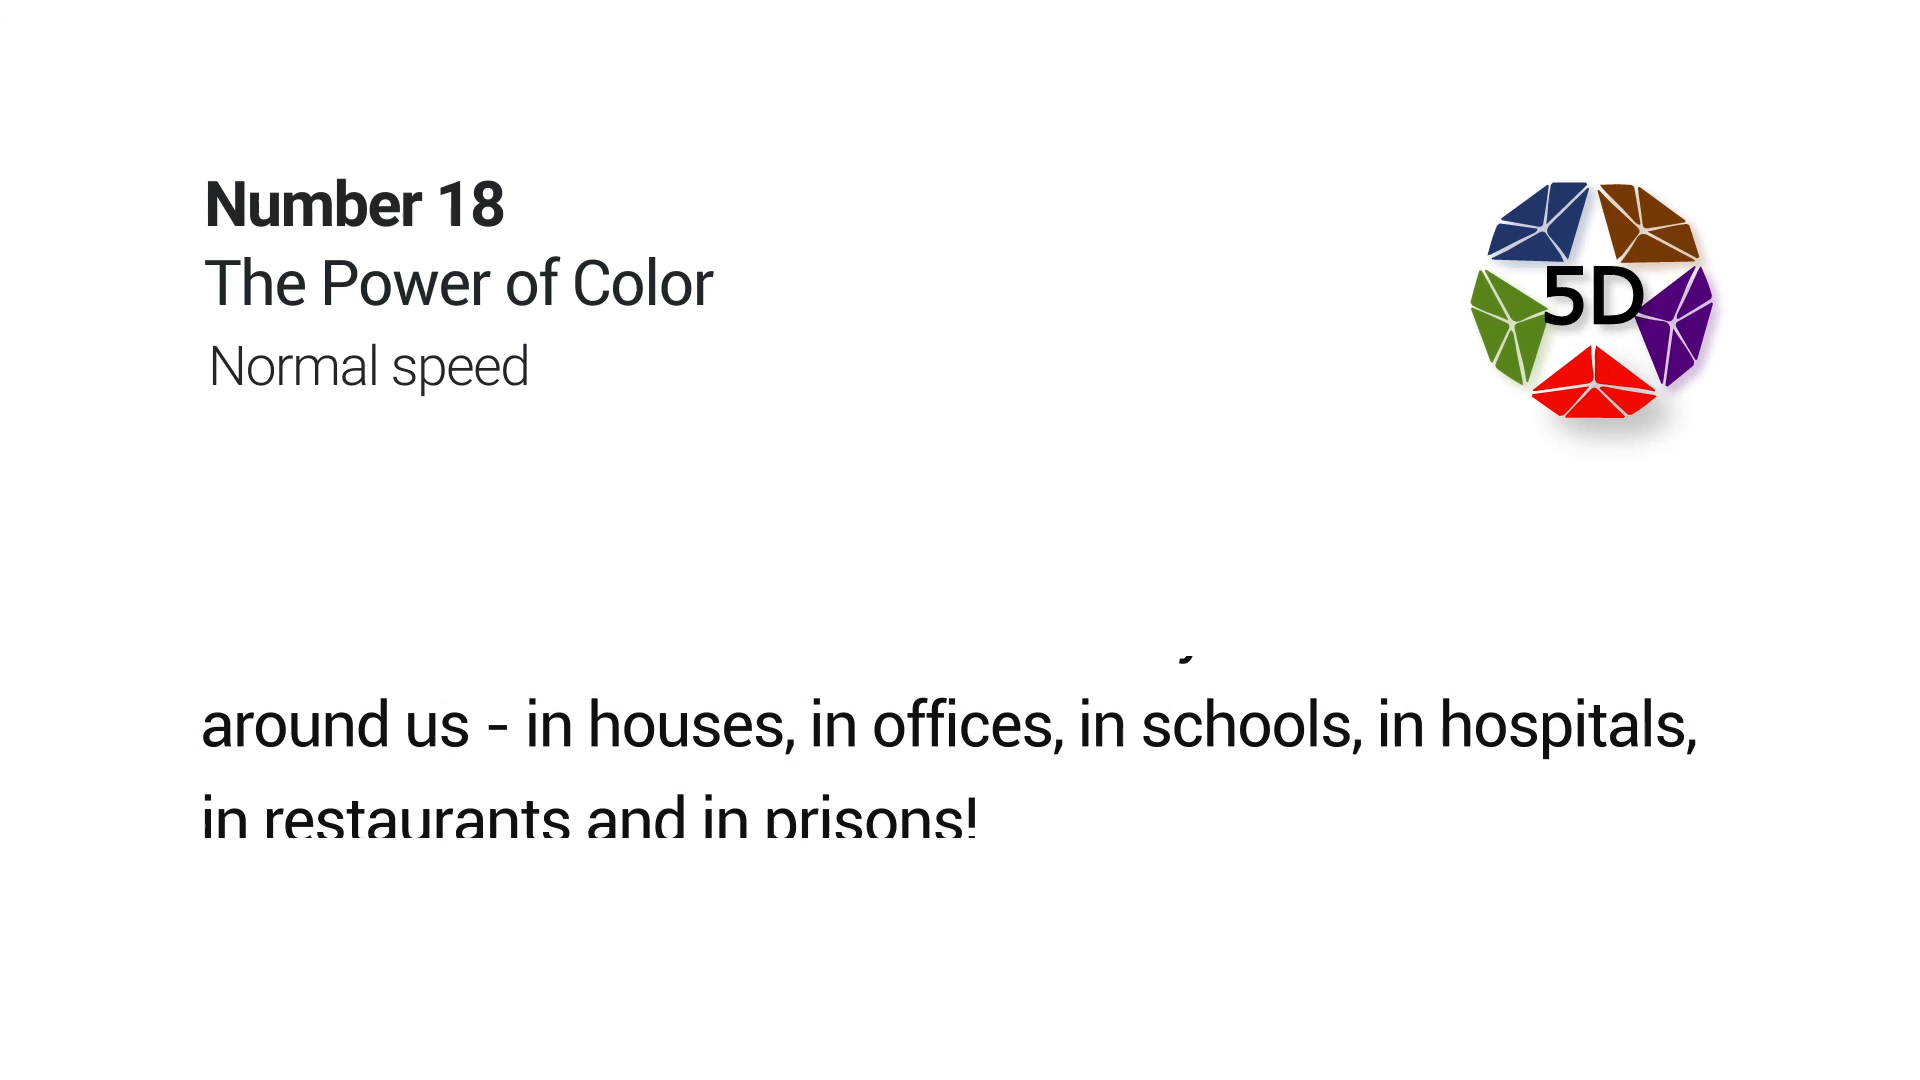 Number 18
The Power of Color
Normal speed
5D
around us - in houses, in offices, in schools, in hospitals,
in restaurants and in prisons!